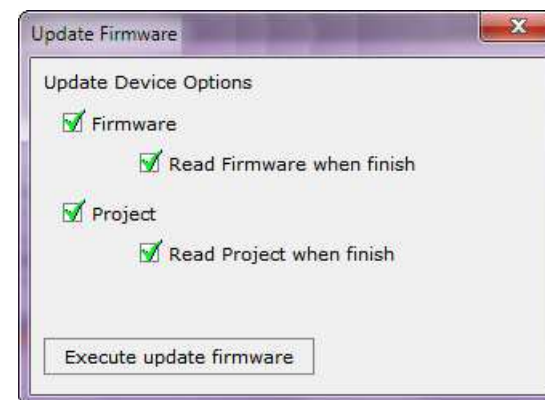 Update Firmware
Update Device Options
Firmware
Read Firmware when finish
Project
Read Project when finish
Execute update firmware